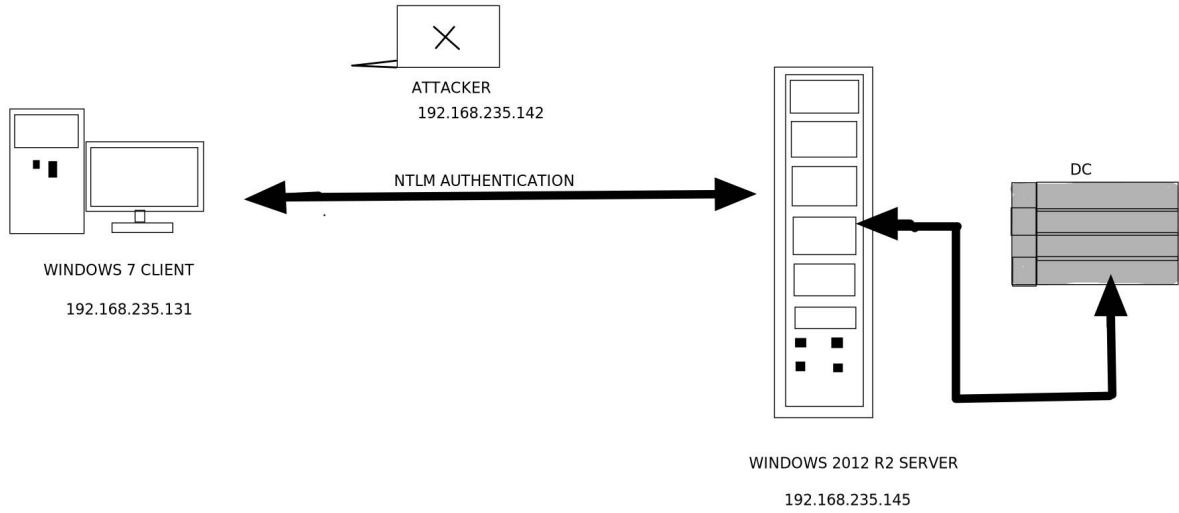 ATTACKER
192.168.235.142
NTLM AUTHENTICATION
DC
WINDOWS 7 CLIENT
192.168.235.131
WINDOWS 2012 R2 SERVER
192.168.235.145